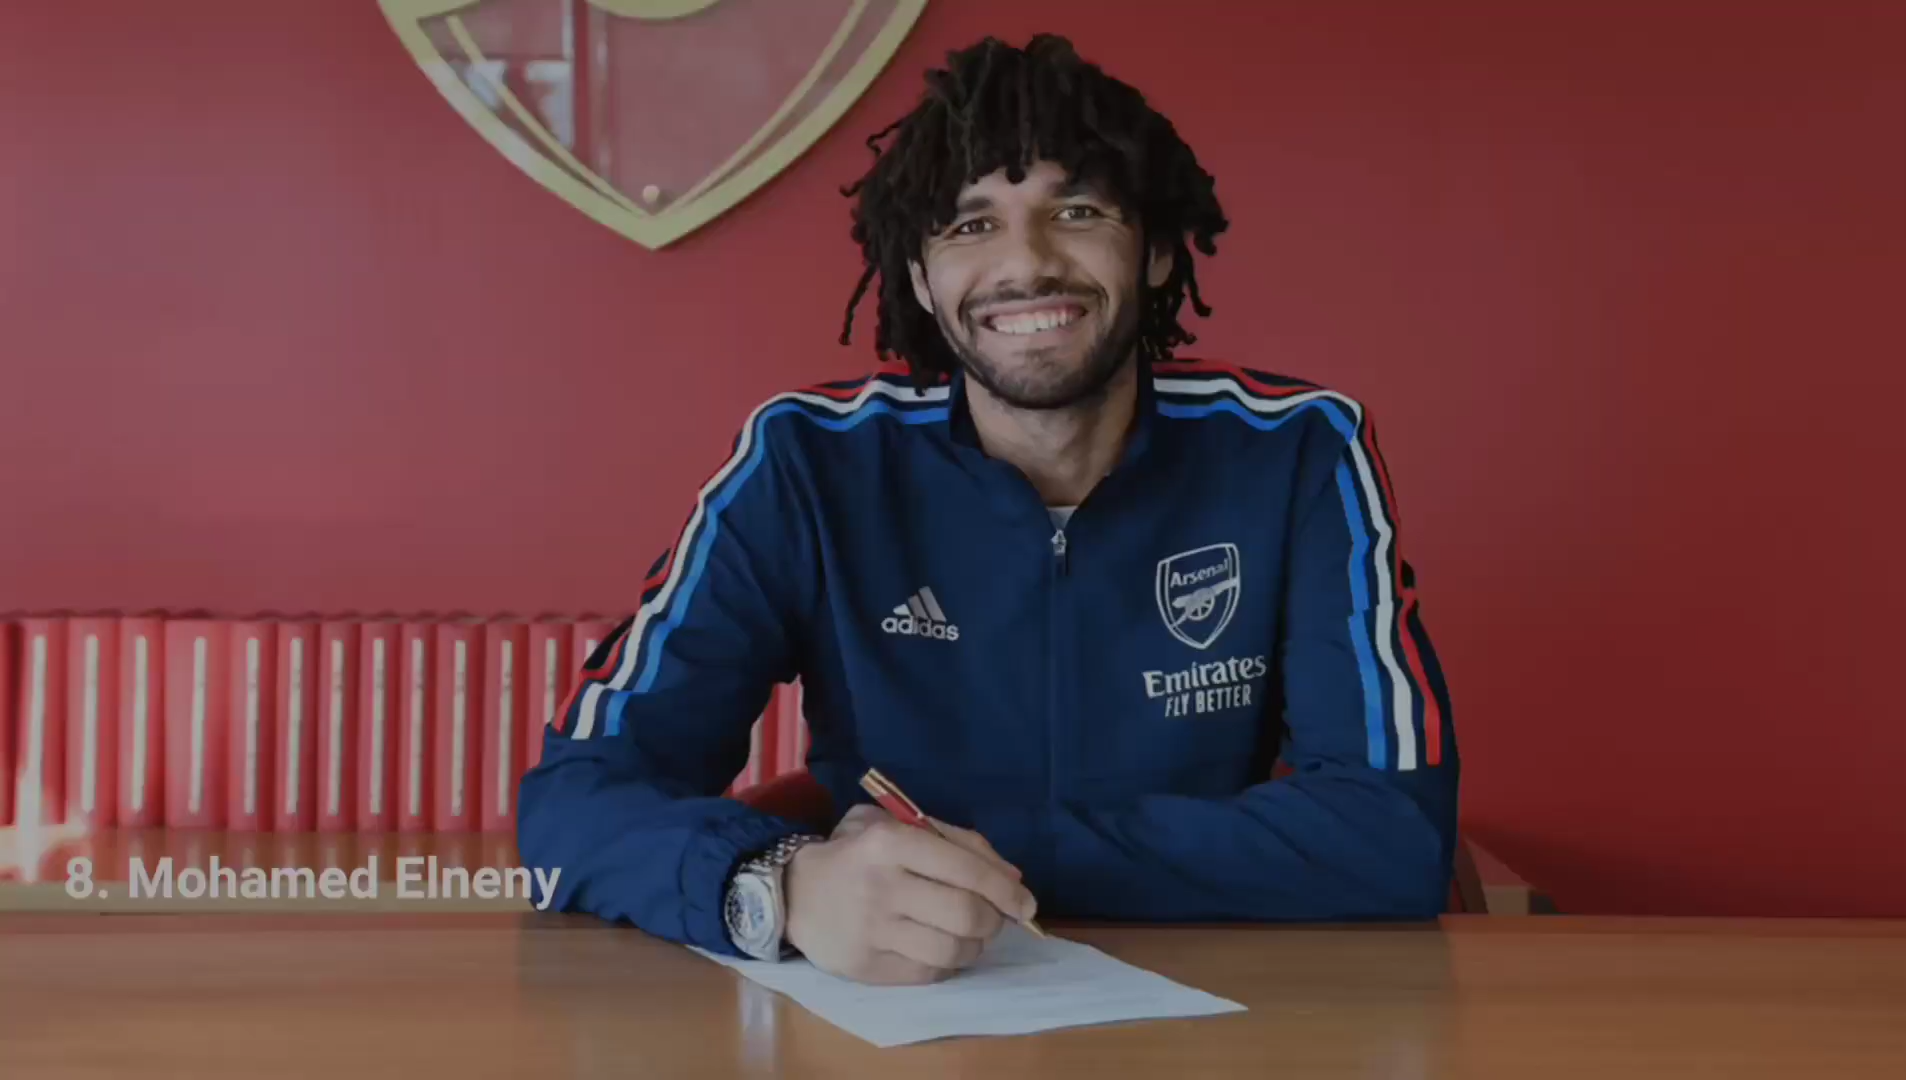 Arsenal
adidas
Emirates
FLY BETTER
8. Mohamed Elneny